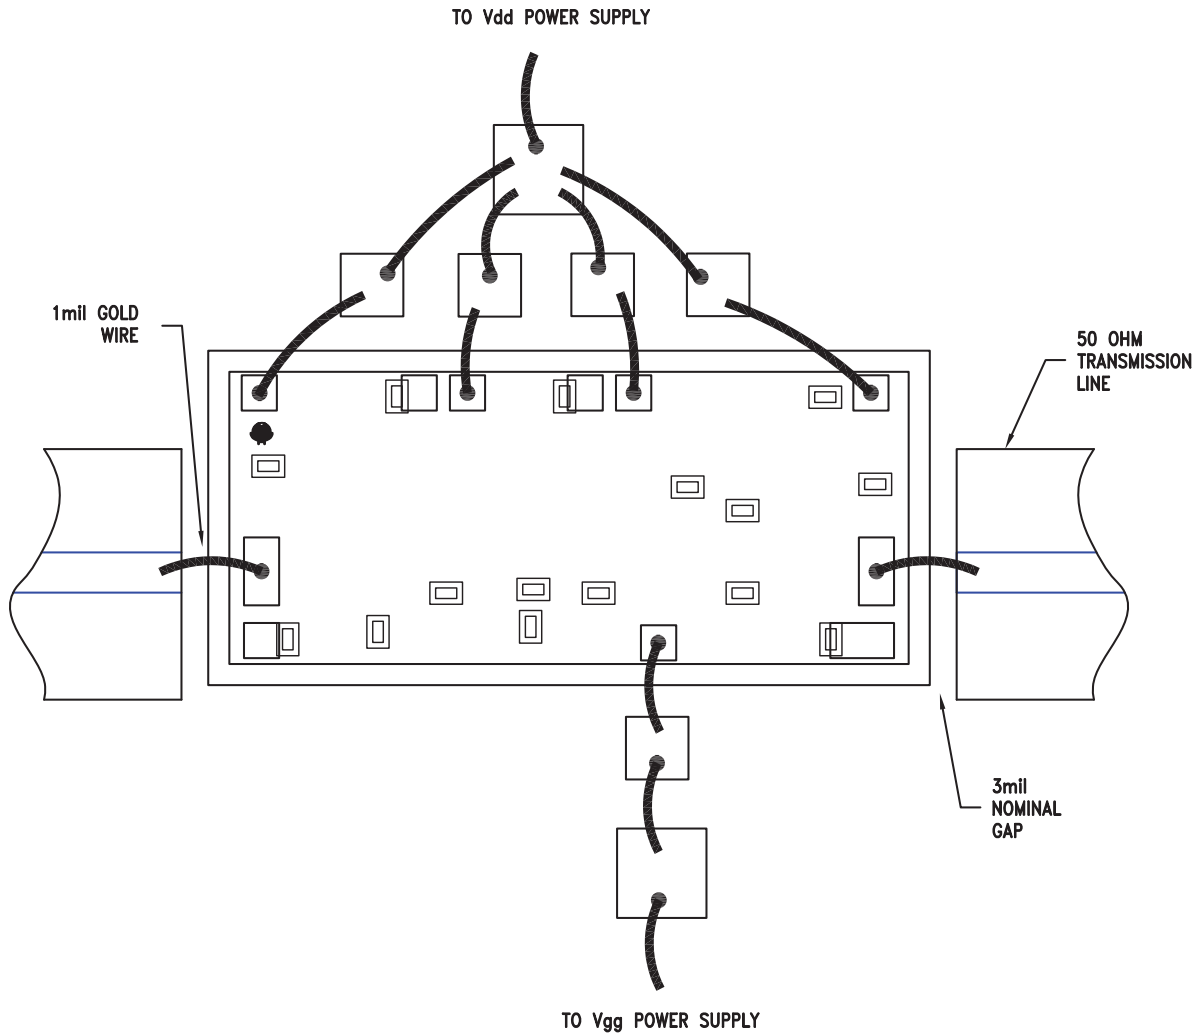 TO Vdd POWER SUPPLY
1mil GOLD
WIRE
50 OHM
TRANSMISSION
LINE
3mil
NOMINAL
GAP
TO Vgg POWER SUPPLY